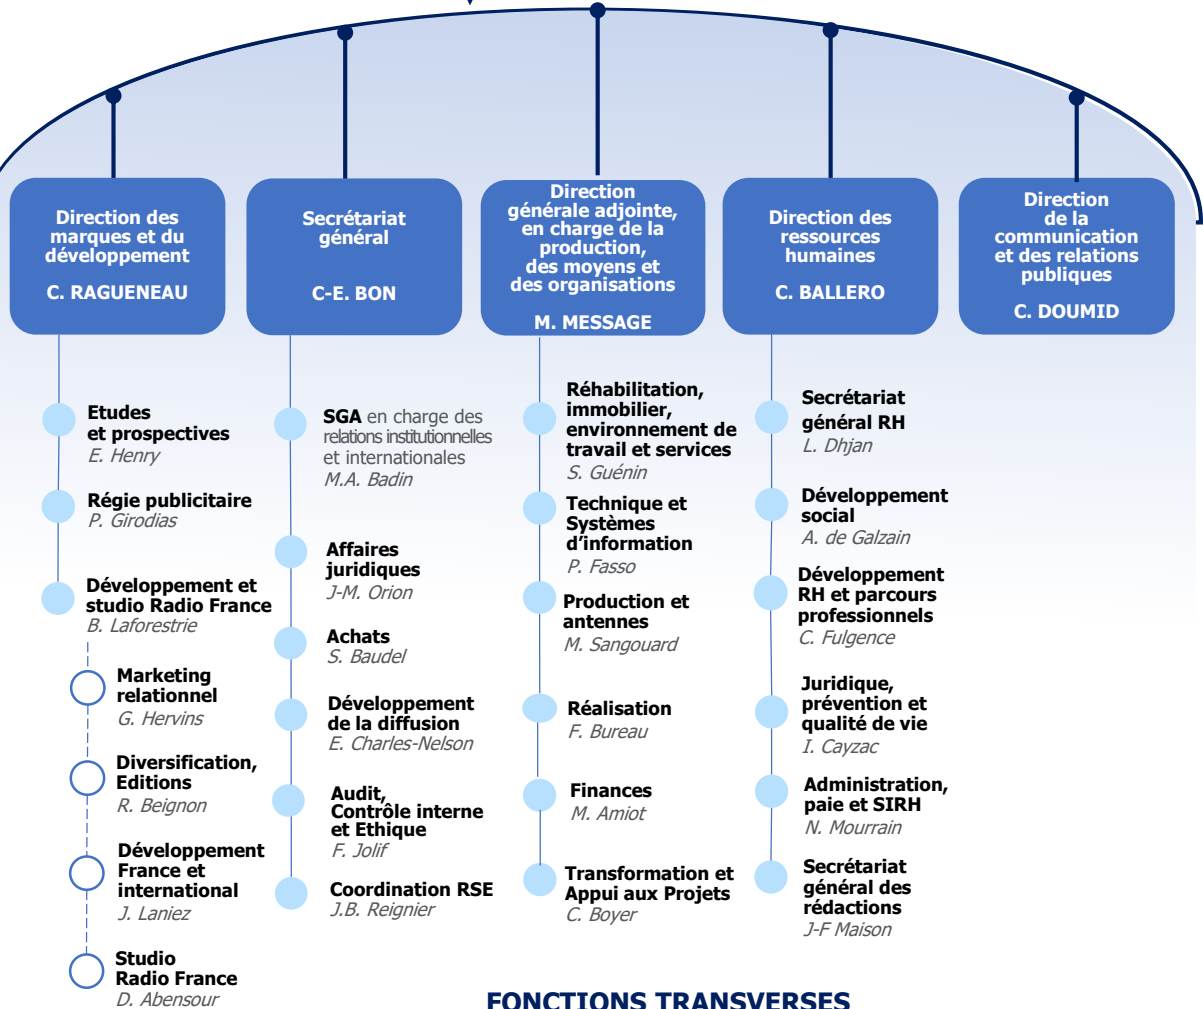 Direction des
marques et du
développement
C. RAGUENEAU
Secrétariat
général
C-E. BON
Direction
générale adjointe,
en charge de la
production,
des moyens et
des organisations
M. MESSAGE
Direction des
ressources
humaines
C. BALLERO
Direction
de la
communication
et des relations
publiques
C. DOUMID
Etudes
et prospectives
E. Henry
Régie publicitaire
P. Girodias
Développement et
studio Radio France
B. Laforestrie
Marketing
relationnel
G. Hervins
Diversification,
Editions
R. Beignon
Développement
France et
international
J. Laniez
Studio
Radio France
D. Abensour
SGA en charge des
relations institutionnelles
et internationales
M.A. Badin
Affaires
juridiques
J-M. Orion
Achats
S. Baudel
Développement
de la diffusion
E. Charles-Nelson
Audit,
Contrôle interne
et Ethique
F. Jolif
Coordination RSE
J.B. Reignier
Réhabilitation,
immobilier,
environnement de
travail et services
S. Guénin
Technique et
Systèmes
d’information
P. Fasso
Production et
antennes
M. Sangouard
Réalisation
F. Bureau
Finances
M. Amiot
Transformation et
Appui aux Projets
C. Boyer
Secrétariat
général RH
L. Dhjan
Développement
social
A. de Galzain
Développement
RH et parcours
professionnels
C. Fulgence
Juridique,
prévention et
qualité de vie
I. Cayzac
Administration,
paie et SIRH
N. Mourrain
Secrétariat
général des
rédactions
J-F Maison
FONCTIONS TRANSVERSES